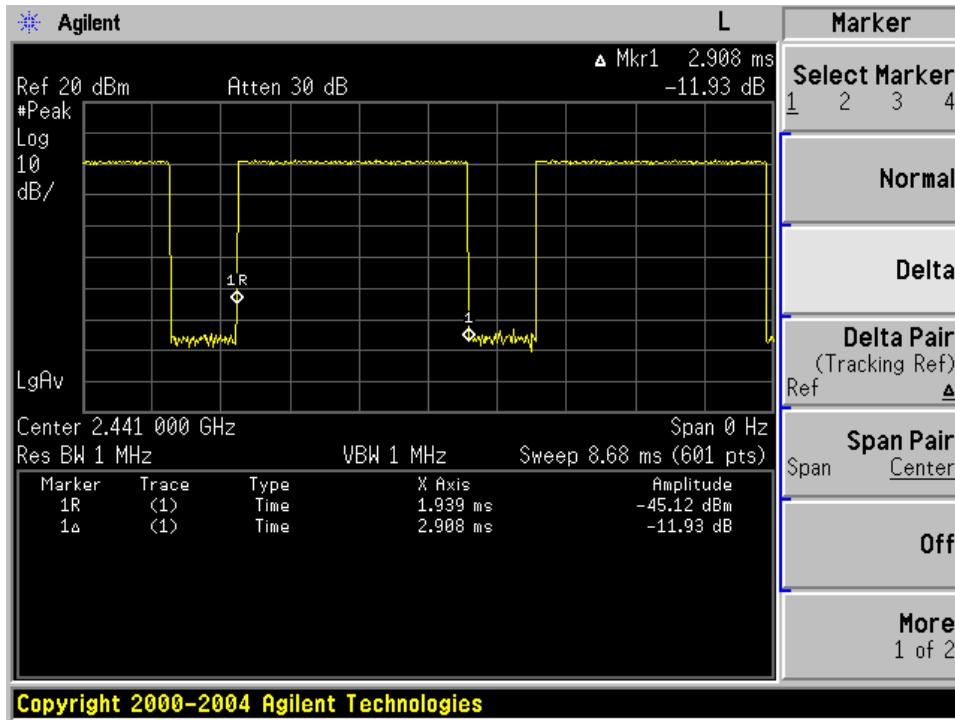 Agilent L
Δ Mkr1 2.908 ms
Ref 20 dBm Atten 30 dB -11.93 dB
#Peak
Log
10
dB/
1R
1
LgAv
Center 2.441 000 GHz Span 0 Hz
Res BW 1 MHz VBW 1 MHz Sweep 8.68 ms (601 pts)
Marker Trace Type X Axis Amplitude
1R (1) Time 1.939 ms -45.12 dBm
1Δ (1) Time 2.908 ms -11.93 dB
Marker
Select Marker
1 2 3 4
Normal
Delta
Delta Pair
(Tracking Ref)
Ref Δ
Span Pair
Span Center
Off
More
1 of 2
Copyright 2000-2004 Agilent Technologies